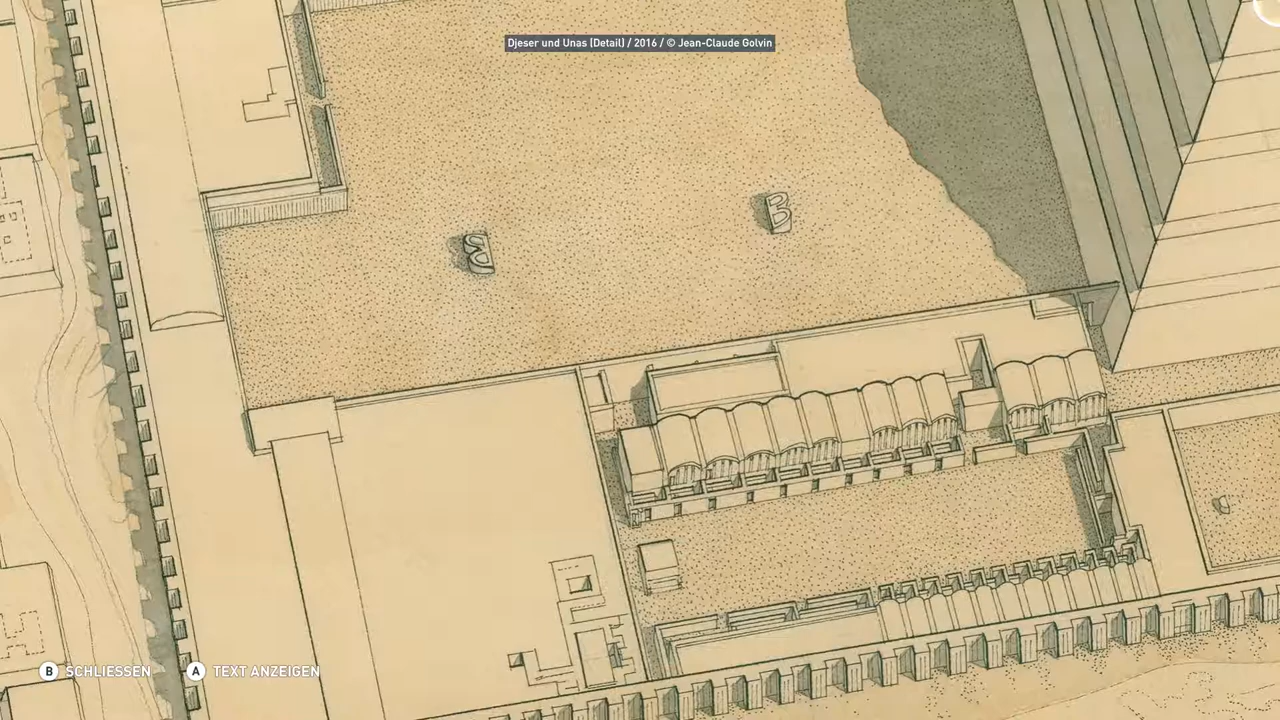 Djeser und Unas (Detail) / 2016 / © Jean-Claude Golvin
B SCHLIESSEN A TEXT ANZEIGEN